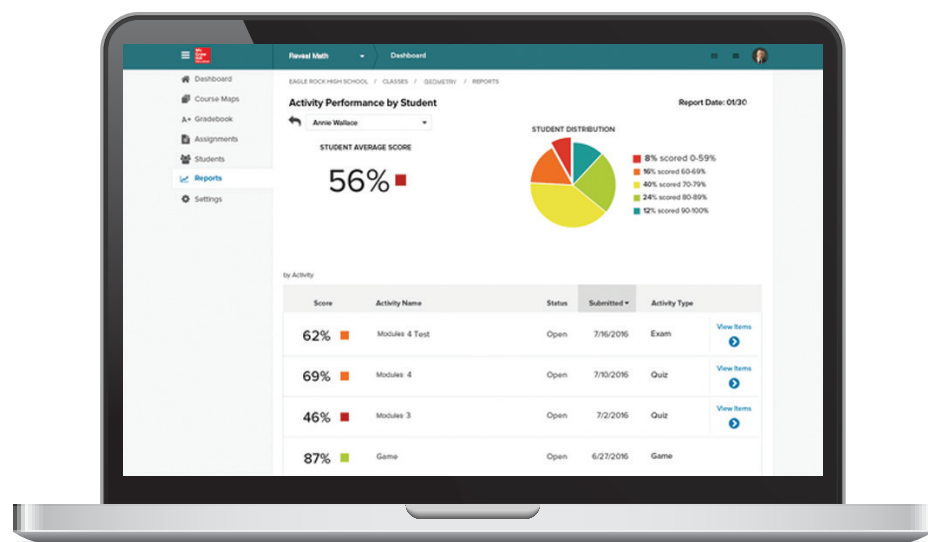 Mc
Graw
Hill
Reveal Math
Dashboard
Dashboard
Course Maps
A+ Gradebook
Assignments
Students
Reports
Settings
EAGLE ROCK HIGH SCHOOL / CLASSES / GEOMETRY / REPORTS
Activity Performance by Student
Report Date: 01/30
Annie Wallace
STUDENT AVERAGE SCORE
56%
STUDENT DISTRIBUTION
8% scored 0-59%
16% scored 60-69%
40% scored 70-79%
24% scored 80-89%
12% scored 90-100%
by Activity
Score Activity Name Status Submitted Activity Type
62% Modules 4 Test Open 7/16/2016 Exam View Items
69% Modules 4 Open 7/10/2016 Quiz View Items
46% Modules 3 Open 7/2/2016 Quiz View Items
87% Game Open 6/27/2016 Game